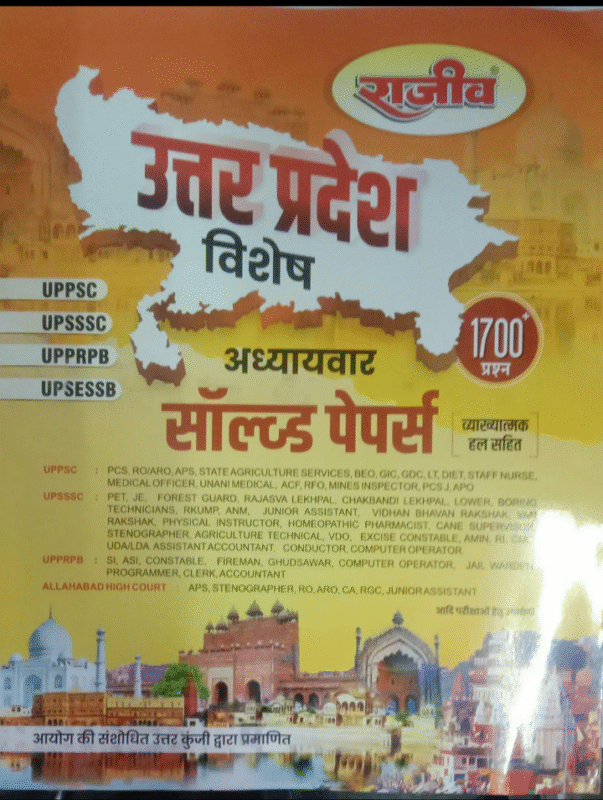 राजीव
उत्तर प्रदेश
विशेष
UPPSC
UPSSSC
UPPRPB
UPSESSB
1700+
प्रश्न
अध्यायवार
सॉल्व्ड पेपर्स
व्याख्यात्मक
हल सहित
UPPSC : PCS, RO/ARO, APS, STATE AGRICULTURE SERVICES, BEO, GIC, GDC, LT, DIET, STAFF NURSE,
MEDICAL OFFICER, UNANI MEDICAL, ACF, RFO, MINES INSPECTOR, PCS J, APO
UPSSSC : PET, JE, FOREST GUARD, RAJASVA LEKHPAL, CHAKBANDI LEKHPAL, LOWER, BORING
TECHNICIANS, RKUMP, ANM, JUNIOR ASSISTANT, VIDHAN BHAVAN RAKSHAK, VAN
RAKSHAK, PHYSICAL INSTRUCTOR, HOMEOPATHIC PHARMACIST, CANE SUPERVISOR,
STENOGRAPHER, AGRICULTURE TECHNICAL, VDO, EXCISE CONSTABLE, AMIN, RI,
UDA/LDA, ASSISTANT ACCOUNTANT, CONDUCTOR, COMPUTER OPERATOR
UPPRPB : SI, ASI, CONSTABLE, FIREMAN, GHUDSAWAR, COMPUTER OPERATOR, JAIL WARDEN,
PROGRAMMER, CLERK, ACCOUNTANT
ALLAHABAD HIGH COURT : APS, STENOGRAPHER, RO, ARO, CA, RGC, JUNIOR ASSISTANT
आदि परीक्षाओं हेतु उपयोगी
आयोग की संशोधित उत्तर कुंजी द्वारा प्रमाणित